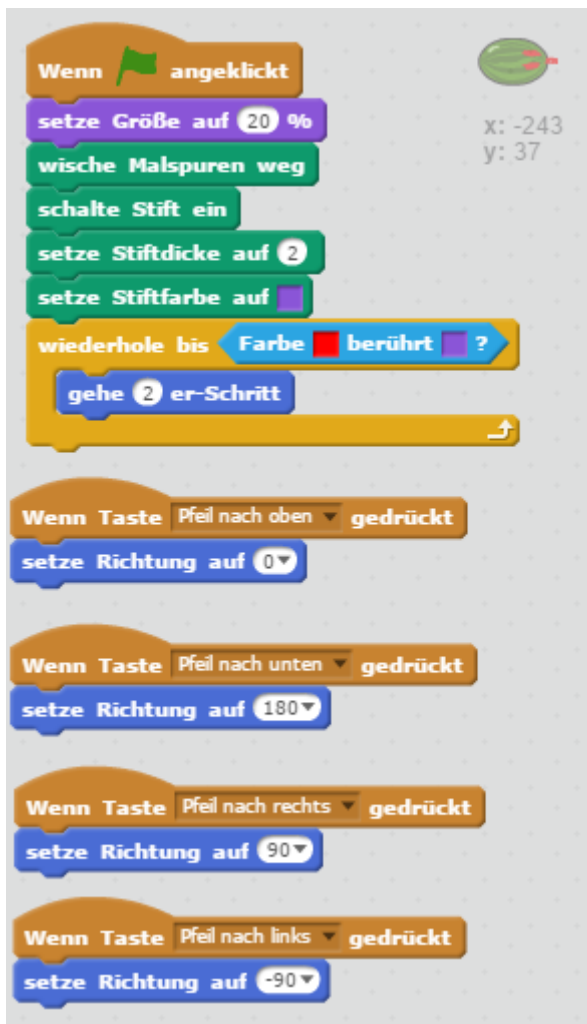 Wenn angeklickt
setze Größe auf 20 %
wische Malspuren weg
schalte Stift ein
setze Stiftdicke auf 2
setze Stiftfarbe auf
wiederhole bis Farbe berührt ?
gehe 2 er-Schritt
x: -243
y: 37
Wenn Taste Pfeil nach oben gedrückt
setze Richtung auf 0
Wenn Taste Pfeil nach unten gedrückt
setze Richtung auf 180
Wenn Taste Pfeil nach rechts gedrückt
setze Richtung auf 90
Wenn Taste Pfeil nach links gedrückt
setze Richtung auf -90